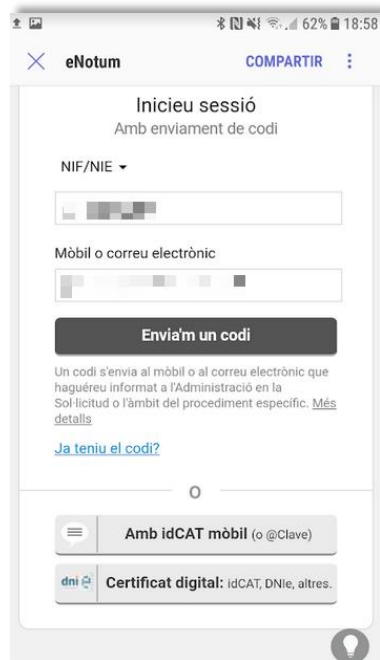 62% 18:58
eNotum
COMPARTIR
Inicieu sessió
Amb enviament de codi
NIF/NIE
Mòbil o correu electrònic
Envia'm un codi
Un codi s'envia al mòbil o al correu electrònic que
haguéreu informat a l'Administració en la
Sol·licitud o l'àmbit del procediment específic. Més
detalls
Ja teniu el codi?
O
Amb idCAT mòbil (o @Clave)
dni e Certificat digital: idCAT, DNIe, altres.